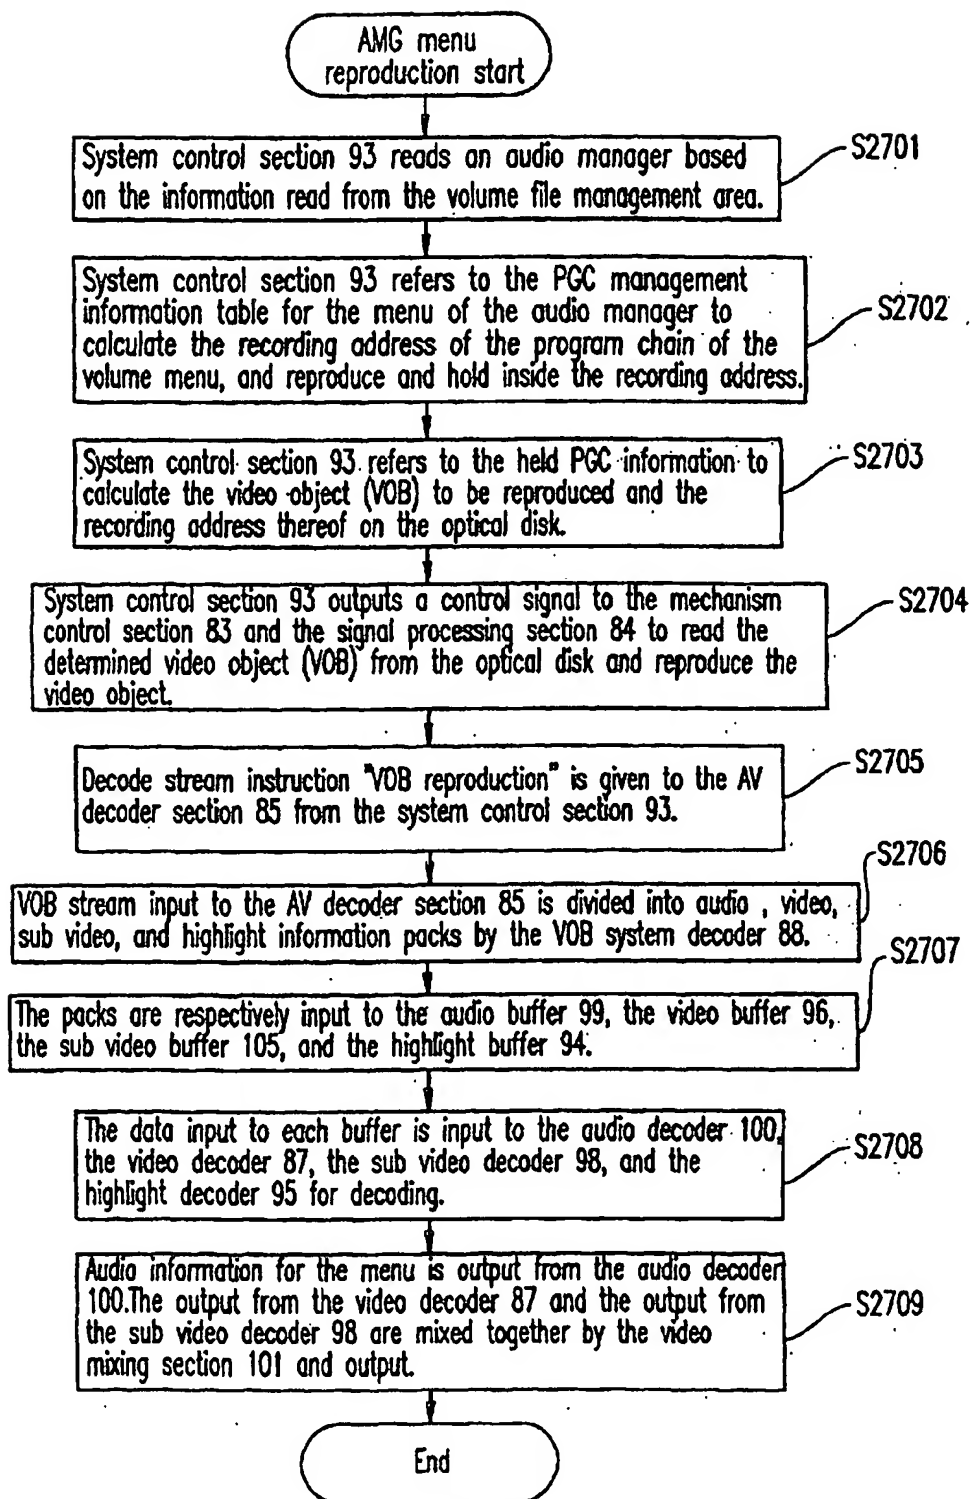 AMG menu
reproduction start
System control section 93 reads an audio manager based
on the information read from the volume file management area.
S2701
System control section 93 refers to the PGC management
information table for the menu of the audio manager to
calculate the recording address of the program chain of the
volume menu, and reproduce and hold inside the recording address.
S2702
System control section 93 refers to the held PGC information to
calculate the video object (VOB) to be reproduced and the
recording address thereof on the optical disk.
S2703
System control section 93 outputs a control signal to the mechanism
control section 83 and the signal processing section 84 to read the
determined video object (VOB) from the optical disk and reproduce the
video object.
S2704
Decode stream instruction "VOB reproduction" is given to the AV
decoder section 85 from the system control section 93.
S2705
VOB stream input to the AV decoder section 85 is divided into audio , video,
sub video, and highlight information packs by the VOB system decoder 88.
S2706
The packs are respectively input to the audio buffer 99, the video buffer 96,
the sub video buffer 105, and the highlight buffer 94.
S2707
The data input to each buffer is input to the audio decoder 100,
the video decoder 87, the sub video decoder 98, and the
highlight decoder 95 for decoding.
S2708
Audio information for the menu is output from the audio decoder
100.The output from the video decoder 87 and the output from
the sub video decoder 98 are mixed together by the video
mixing section 101 and output.
S2709
End